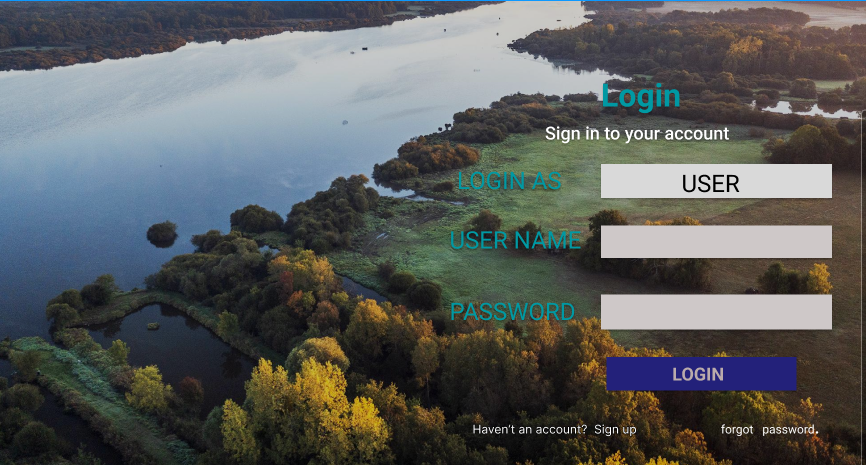 Login
Sign in to your account
LOGIN AS USER
USER NAME
PASSWORD
LOGIN
Haven't an account? Sign up forgot password.